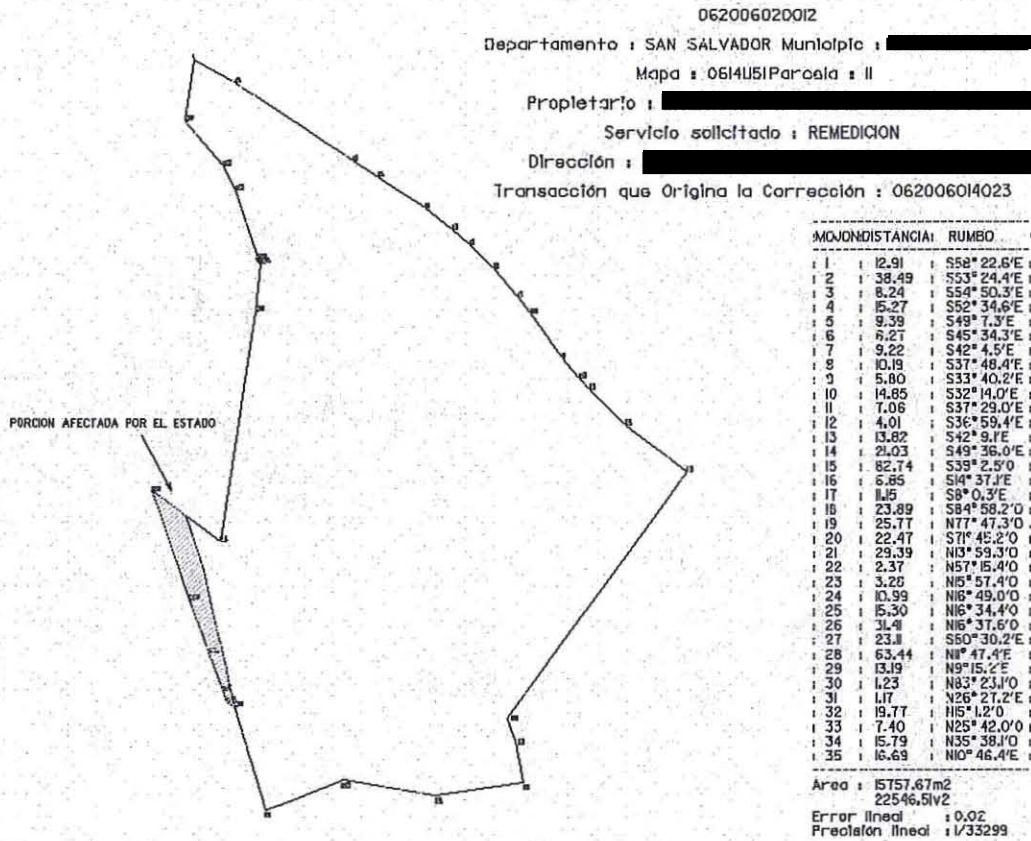 062006020012
Departamento : SAN SALVADOR Municipio :
Mapa : 0614U51Parcela : 11
Propietario :
Servicio solicitado : REMEDICION
Dirección :
Transacción que Origina la Corrección : 062006014023
MOJON DISTANCIA: RUMBO
1 : 12.91 : S58° 22.6'E
2 : 38.49 : S53° 24.4'E
3 : 8.24 : S54° 50.3'E
4 : 15.27 : S52° 34.6'E
5 : 9.39 : S49° 7.3'E
6 : 6.27 : S45° 34.3'E
7 : 9.22 : S42° 4.5'E
8 : 10.19 : S37° 48.4'E
9 : 5.80 : S33° 40.2'E
10 : 14.85 : S32° 14.0'E
11 : 7.06 : S37° 29.0'E
12 : 4.01 : S36° 59.4'E
13 : 13.82 : S42° 9.1'E
14 : 21.03 : S49° 36.0'E
15 : 82.74 : S39° 2.5'O
16 : 6.85 : S14° 37.1'E
17 : 11.15 : S8° 0.3'E
18 : 23.89 : S84° 58.2'O
19 : 25.77 : N77° 47.3'O
20 : 22.47 : S71° 45.2'O
21 : 29.39 : N13° 59.3'O
22 : 2.37 : N57° 15.4'O
23 : 3.28 : N15° 57.4'O
24 : 10.99 : N16° 49.0'O
25 : 15.30 : N16° 34.4'O
26 : 31.41 : N16° 37.6'O
27 : 23.11 : S50° 30.2'E
28 : 63.44 : N11° 47.4'E
29 : 13.19 : N9° 15.2'E
30 : 1.23 : N83° 23.1'O
31 : 1.17 : N26° 27.2'E
32 : 19.77 : N15° 1.2'O
33 : 7.40 : N25° 42.0'O
34 : 15.79 : N35° 38.1'O
35 : 16.69 : N10° 46.4'E
PORCION AFECTADA POR EL ESTADO
Area : 15757.67m2
22546.51v2
Error lineal : 0.02
Precisión lineal : 1/33299